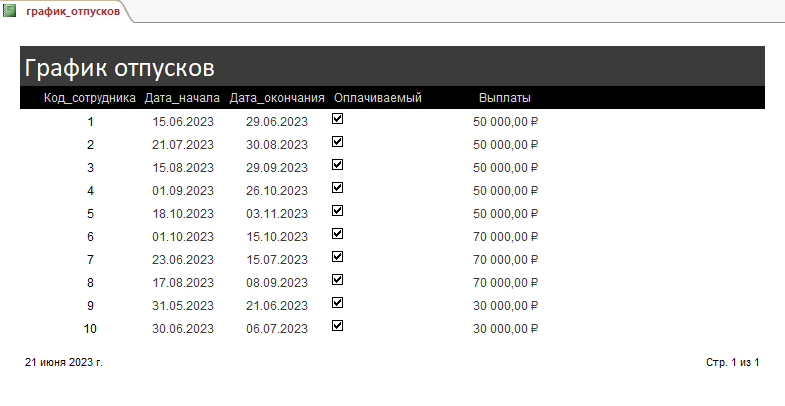 график_отпусков
График отпусков
Код_сотрудника Дата_начала Дата_окончания Оплачиваемый Выплаты
1 15.06.2023 29.06.2023 50 000,00 ₽
2 21.07.2023 30.08.2023 50 000,00 ₽
3 15.08.2023 29.09.2023 50 000,00 ₽
4 01.09.2023 26.10.2023 50 000,00 ₽
5 18.10.2023 03.11.2023 50 000,00 ₽
6 01.10.2023 15.10.2023 70 000,00 ₽
7 23.06.2023 15.07.2023 70 000,00 ₽
8 17.08.2023 08.09.2023 70 000,00 ₽
9 31.05.2023 21.06.2023 30 000,00 ₽
10 30.06.2023 06.07.2023 30 000,00 ₽
21 июня 2023 г. Стр. 1 из 1